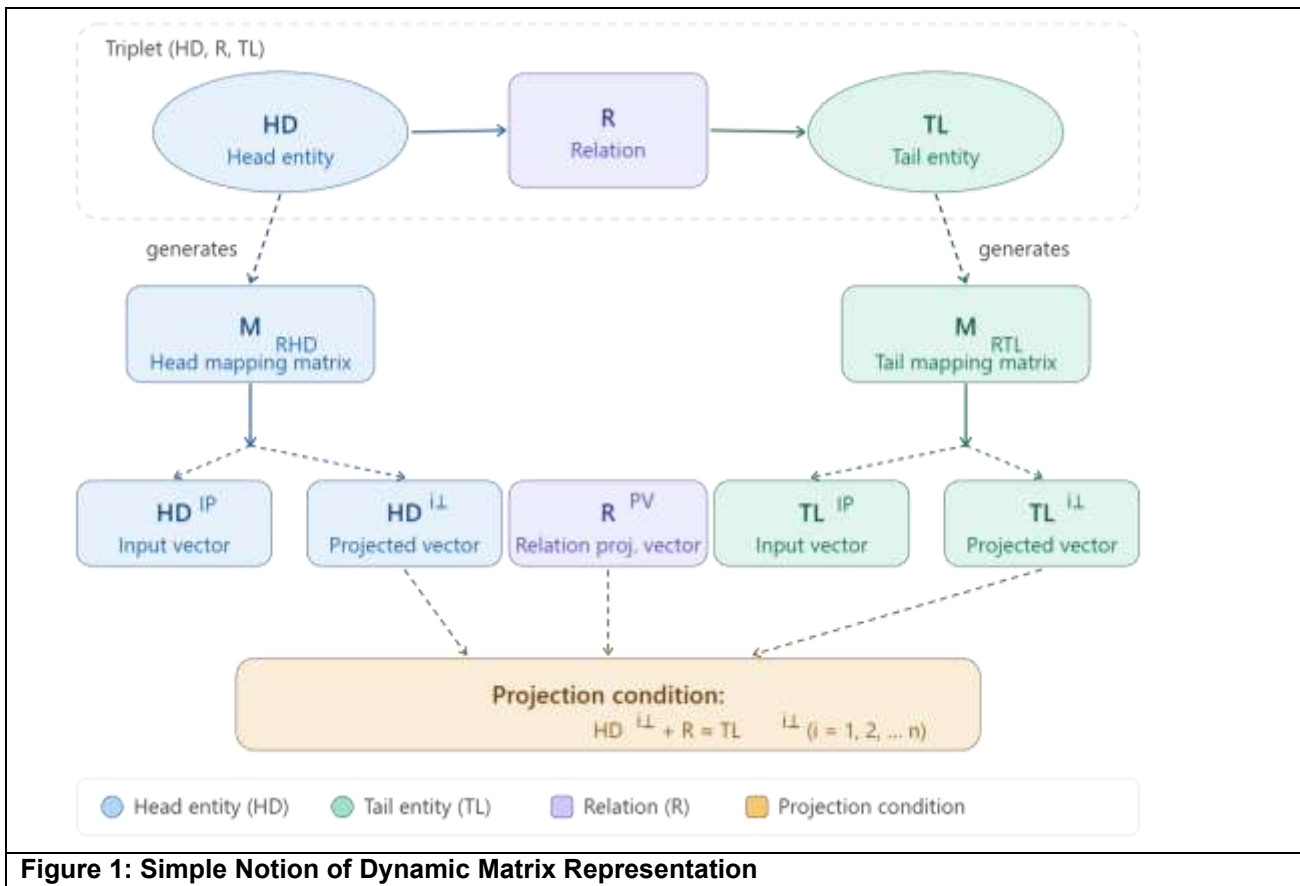 Triplet (HD, R, TL)
HD
Head entity
R
Relation
TL
Tail entity
generates
generates
M RHD
Head mapping matrix
M RTL
Tail mapping matrix
HD IP
Input vector
HD i⊥
Projected vector
R PV
Relation proj. vector
TL IP
Input vector
TL i⊥
Projected vector
Projection condition:
HD i⊥ + R = TL i⊥ (i = 1, 2, ... n)
Head entity (HD)
Tail entity (TL)
Relation (R)
Projection condition
Figure 1: Simple Notion of Dynamic Matrix Representation